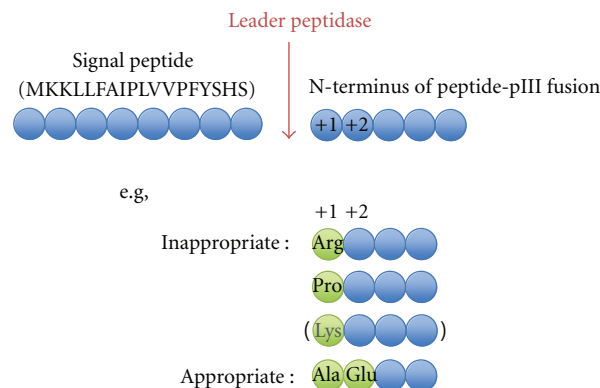 Leader peptidase
Signal peptide
(MKKLLFAIPLVVPFYSHS)
N-terminus of peptide-pIII fusion
+1 +2
e.g,
+1 +2
Inappropriate : Arg
Pro
(Lys)
Appropriate : Ala Glu